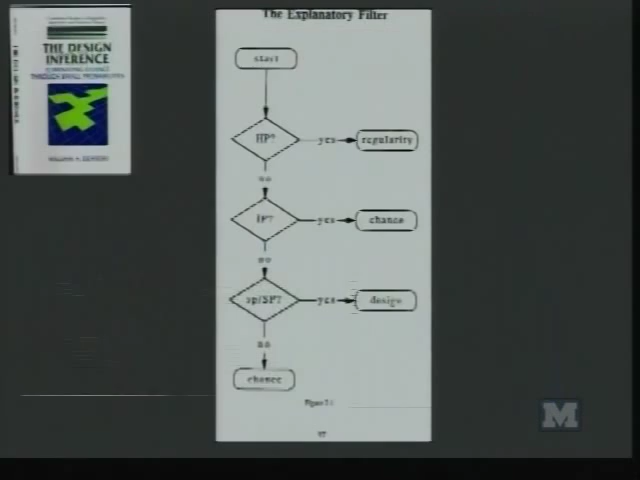 THE DESIGN
INFERENCE
The Explanatory Filter
start
HP?
yes
regularity
no
IP?
yes
chance
no
sp/SP?
yes
design
no
chance
M